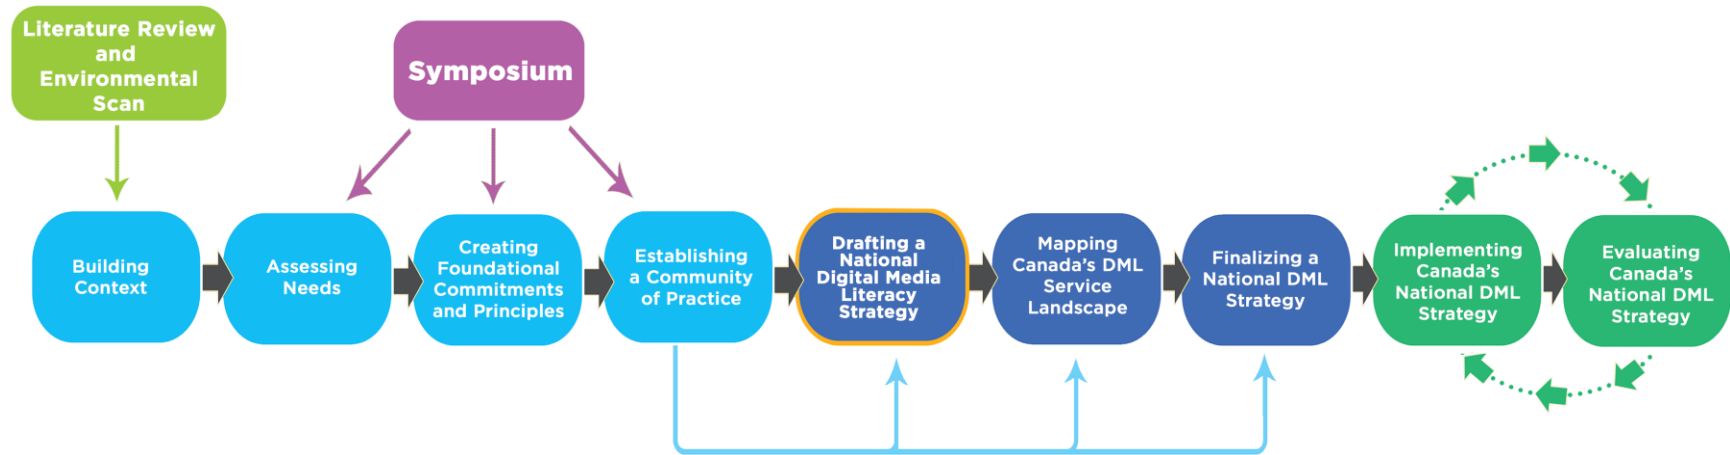 Literature Review
and
Environmental
Scan
Symposium
Building
Context
Assessing
Needs
Creating
Foundational
Commitments
and Principles
Establishing
a Community
of Practice
Drafting a
National
Digital Media
Literacy
Strategy
Mapping
Canada’s DML
Service
Landscape
Finalizing a
National DML
Strategy
Implementing
Canada’s
National DML
Strategy
Evaluating
Canada’s
National DML
Strategy